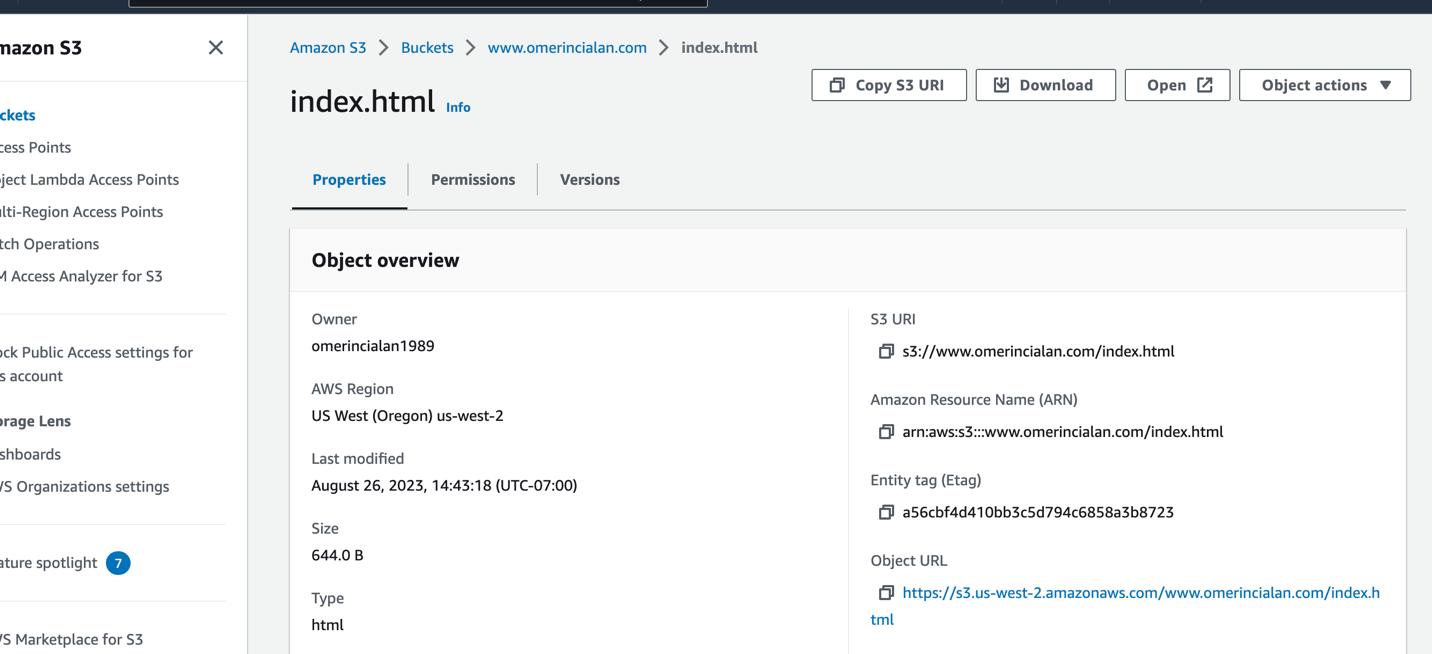 mazon S3
ckets
cess Points
ject Lambda Access Points
lti-Region Access Points
tch Operations
M Access Analyzer for S3
ock Public Access settings for
s account
orage Lens
shboards
VS Organizations settings
ature spotlight 7
VS Marketplace for S3
Amazon S3 > Buckets > www.omerincialan.com > index.html
index.html Info
Copy S3 URI Download Open Object actions
Properties Permissions Versions
Object overview
Owner
omerincialan1989
AWS Region
US West (Oregon) us-west-2
Last modified
August 26, 2023, 14:43:18 (UTC-07:00)
Size
644.0 B
Type
html
S3 URI
s3://www.omerincialan.com/index.html
Amazon Resource Name (ARN)
arn:aws:s3:::www.omerincialan.com/index.html
Entity tag (Etag)
a56cbf4d410bb3c5d794c6858a3b8723
Object URL
https://s3.us-west-2.amazonaws.com/www.omerincialan.com/index.h
tml